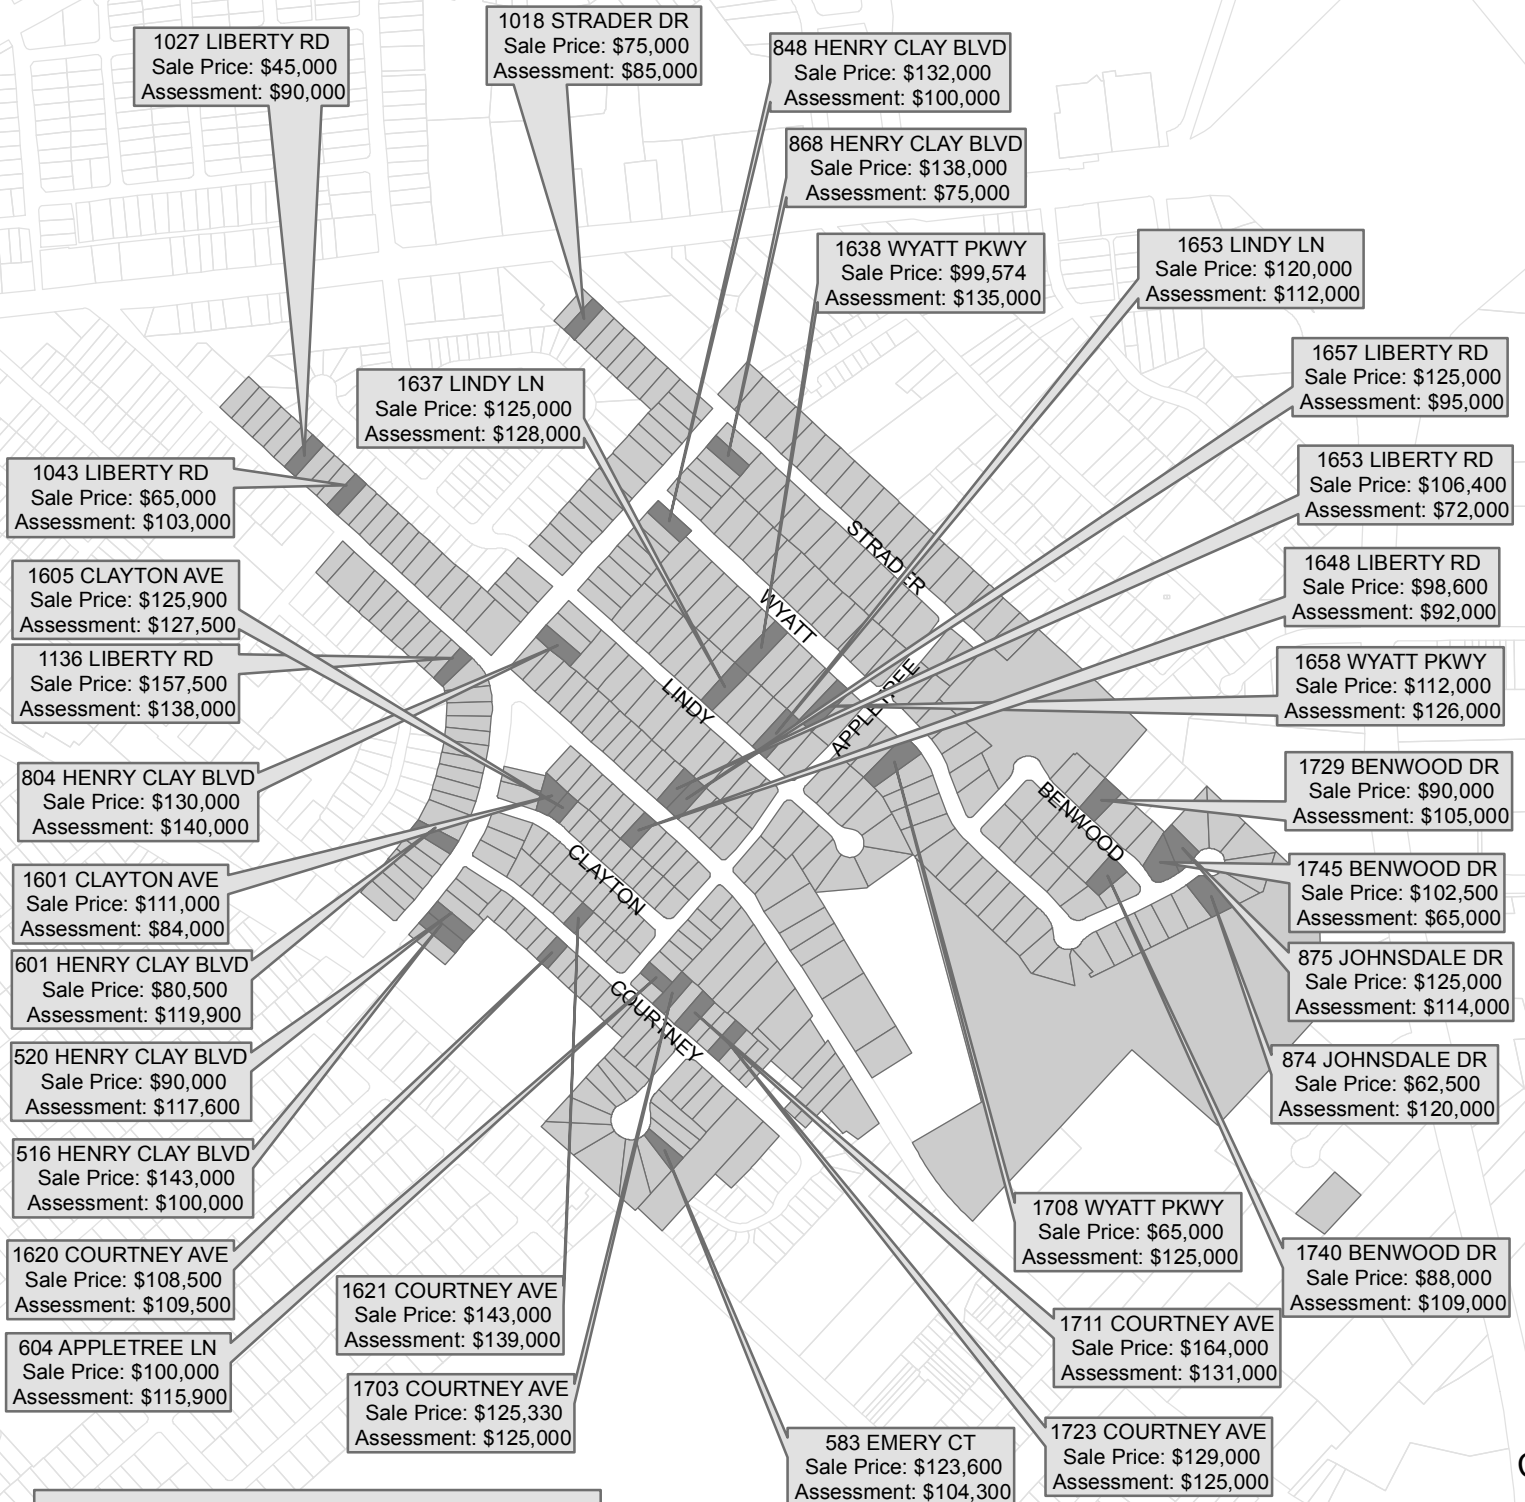 1027 LIBERTY RD
Sale Price: $45,000
Assessment: $90,000
1018 STRADER DR
Sale Price: $75,000
Assessment: $85,000
848 HENRY CLAY BLVD
Sale Price: $132,000
Assessment: $100,000
868 HENRY CLAY BLVD
Sale Price: $138,000
Assessment: $75,000
1638 WYATT PKWY
Sale Price: $99,574
Assessment: $135,000
1653 LINDY LN
Sale Price: $120,000
Assessment: $112,000
1637 LINDY LN
Sale Price: $125,000
Assessment: $128,000
1657 LIBERTY RD
Sale Price: $125,000
Assessment: $95,000
1043 LIBERTY RD
Sale Price: $65,000
Assessment: $103,000
1653 LIBERTY RD
Sale Price: $106,400
Assessment: $72,000
1605 CLAYTON AVE
Sale Price: $125,900
Assessment: $127,500
1648 LIBERTY RD
Sale Price: $98,600
Assessment: $92,000
1136 LIBERTY RD
Sale Price: $157,500
Assessment: $138,000
1658 WYATT PKWY
Sale Price: $112,000
Assessment: $126,000
STRADER
WYATT
LINDY
APPLETREE
BENWOOD
CLAYTON
COURTNEY
804 HENRY CLAY BLVD
Sale Price: $130,000
Assessment: $140,000
1729 BENWOOD DR
Sale Price: $90,000
Assessment: $105,000
1601 CLAYTON AVE
Sale Price: $111,000
Assessment: $84,000
1745 BENWOOD DR
Sale Price: $102,500
Assessment: $65,000
601 HENRY CLAY BLVD
Sale Price: $80,500
Assessment: $119,900
875 JOHNSDALE DR
Sale Price: $125,000
Assessment: $114,000
520 HENRY CLAY BLVD
Sale Price: $90,000
Assessment: $117,600
874 JOHNSDALE DR
Sale Price: $62,500
Assessment: $120,000
516 HENRY CLAY BLVD
Sale Price: $143,000
Assessment: $100,000
1708 WYATT PKWY
Sale Price: $65,000
Assessment: $125,000
1620 COURTNEY AVE
Sale Price: $108,500
Assessment: $109,500
1740 BENWOOD DR
Sale Price: $88,000
Assessment: $109,000
1621 COURTNEY AVE
Sale Price: $143,000
Assessment: $139,000
1711 COURTNEY AVE
Sale Price: $164,000
Assessment: $131,000
604 APPLETREE LN
Sale Price: $100,000
Assessment: $115,900
1703 COURTNEY AVE
Sale Price: $125,330
Assessment: $125,000
583 EMERY CT
Sale Price: $123,600
Assessment: $104,300
1723 COURTNEY AVE
Sale Price: $129,000
Assessment: $125,000